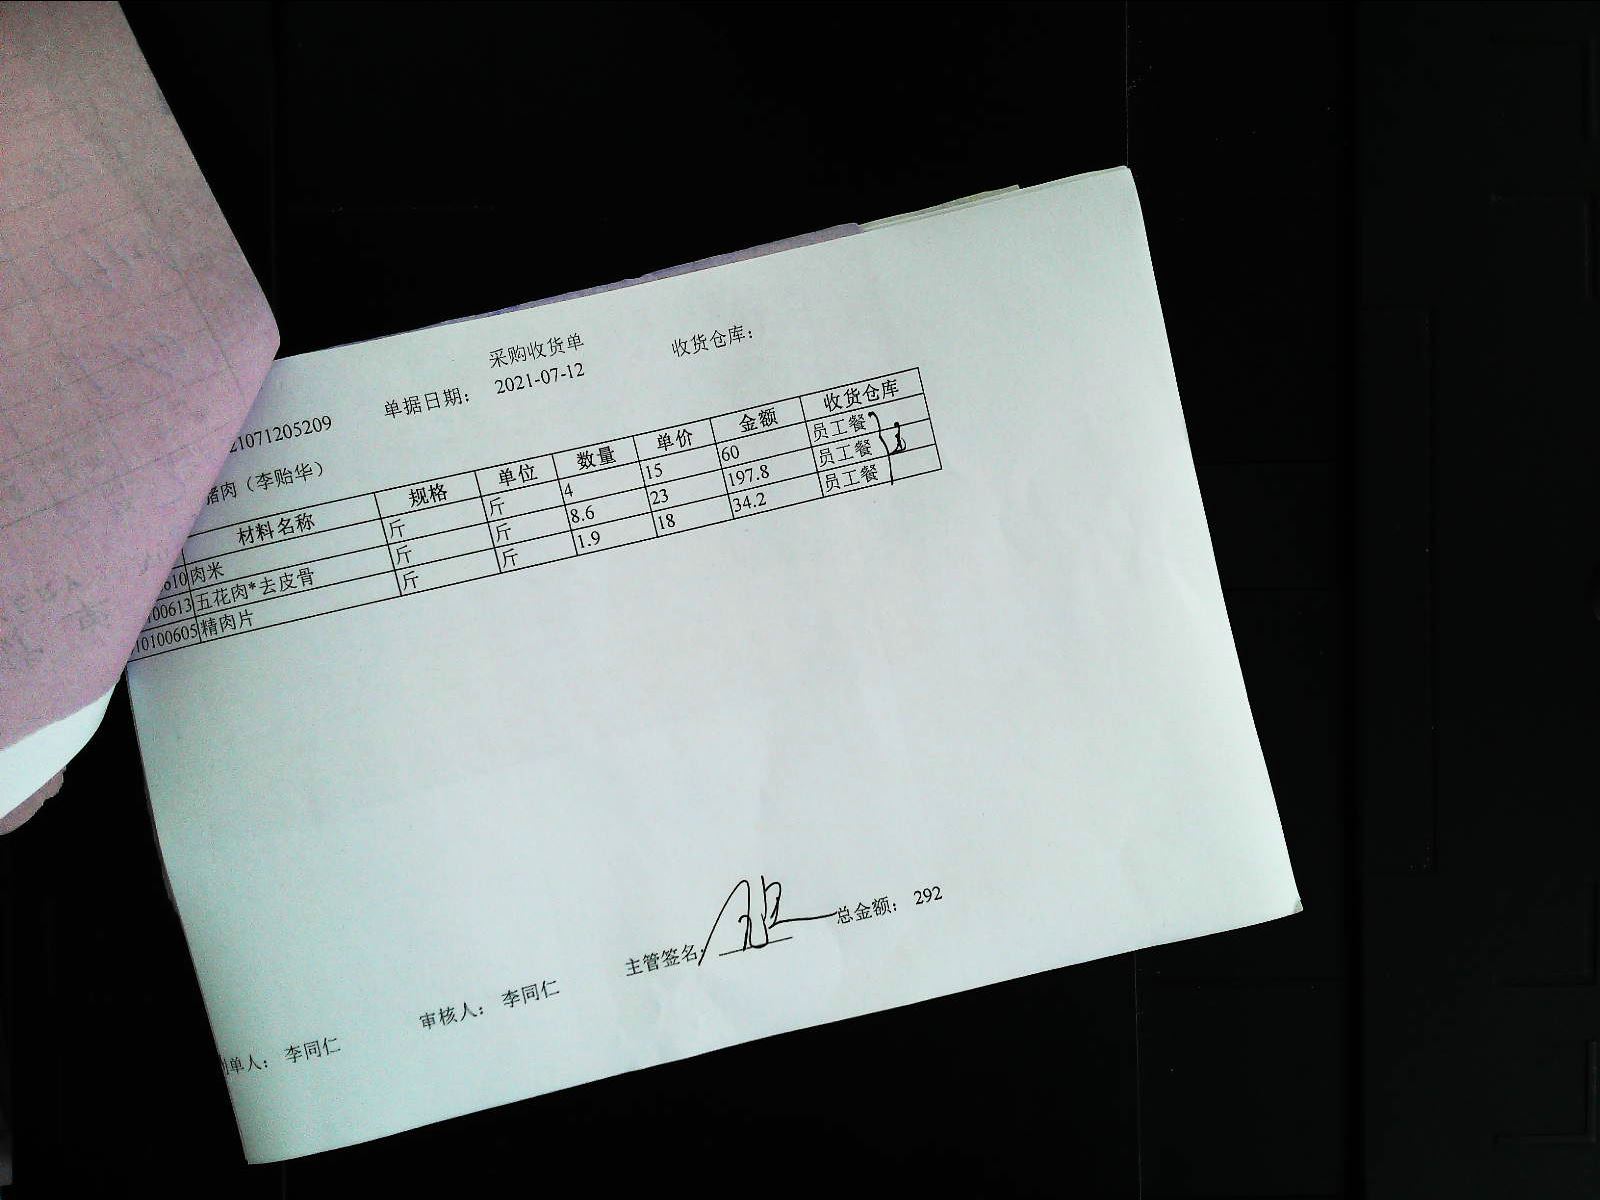 采购收货单
收货仓库：
21071205209 单据日期： 2021-07-12
猪肉（李贻华）
材料名称 规格 单位 数量 单价 金额 收货仓库
610 肉米 斤 斤 4 15 60 员工餐
00613 五花肉*去皮骨 斤 斤 8.6 23 197.8 员工餐
10100605 精肉片 斤 斤 1.9 18 34.2 员工餐
单人： 李同仁 审核人： 李同仁 主管签名： 总金额： 292